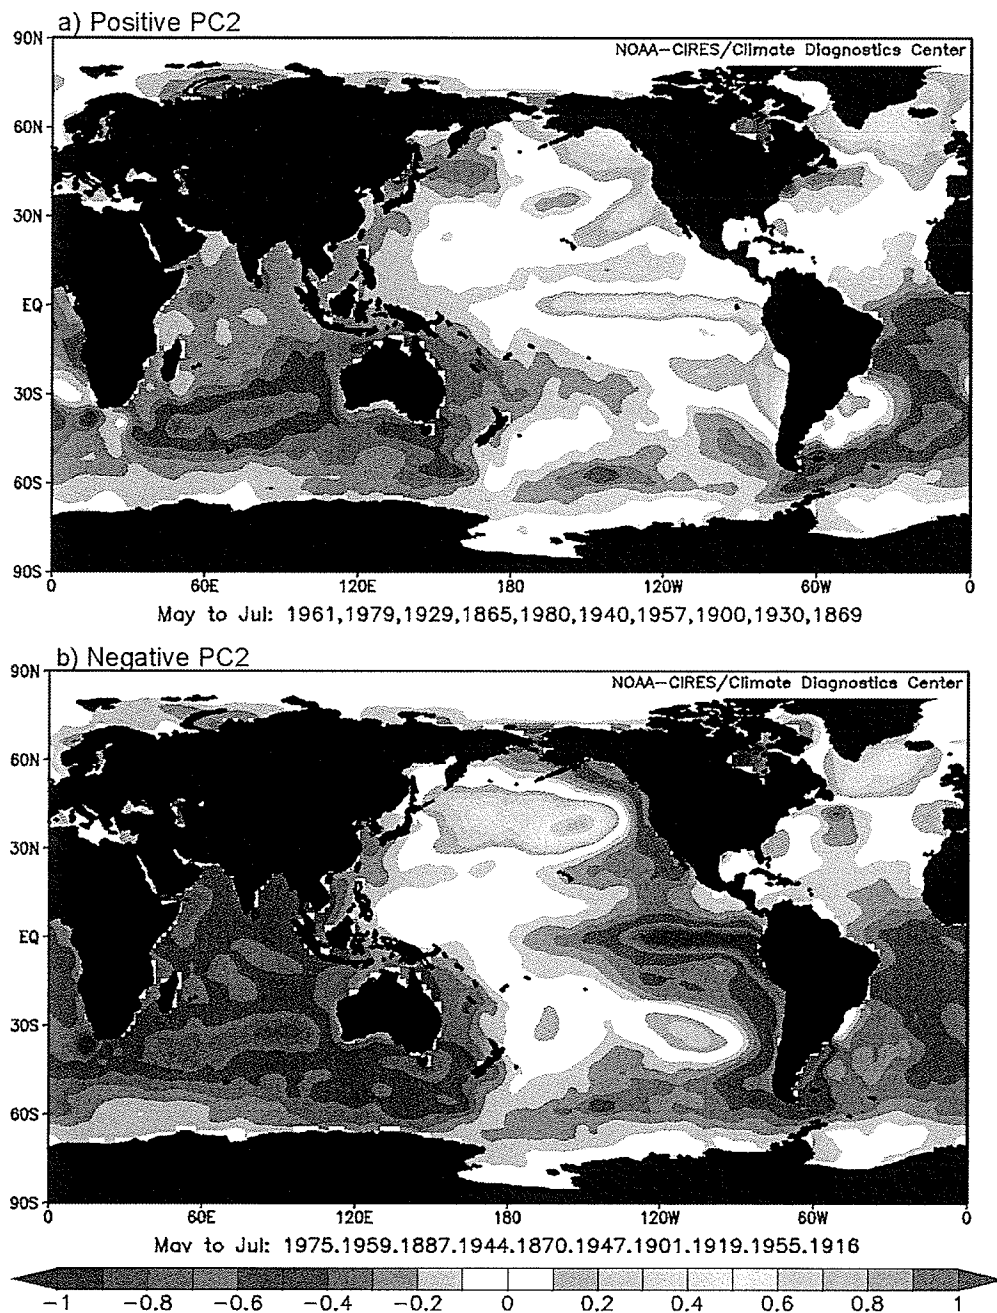 a) Positive PC2
NOAA-CIRES/Climate Diagnostics Center
90N
60N
30N
EQ
30S
60S
90S
0 60E 120E 180 120W 60W 0
May to Jul: 1961,1979,1929,1865,1980,1940,1957,1900,1930,1869
b) Negative PC2
NOAA-CIRES/Climate Diagnostics Center
90N
60N
30N
EQ
30S
60S
90S
0 60E 120E 180 120W 60W 0
May to Jul: 1975.1959.1887.1944.1870.1947.1901.1919.1955.1916
-1 -0.8 -0.6 -0.4 -0.2 0 0.2 0.4 0.6 0.8 1